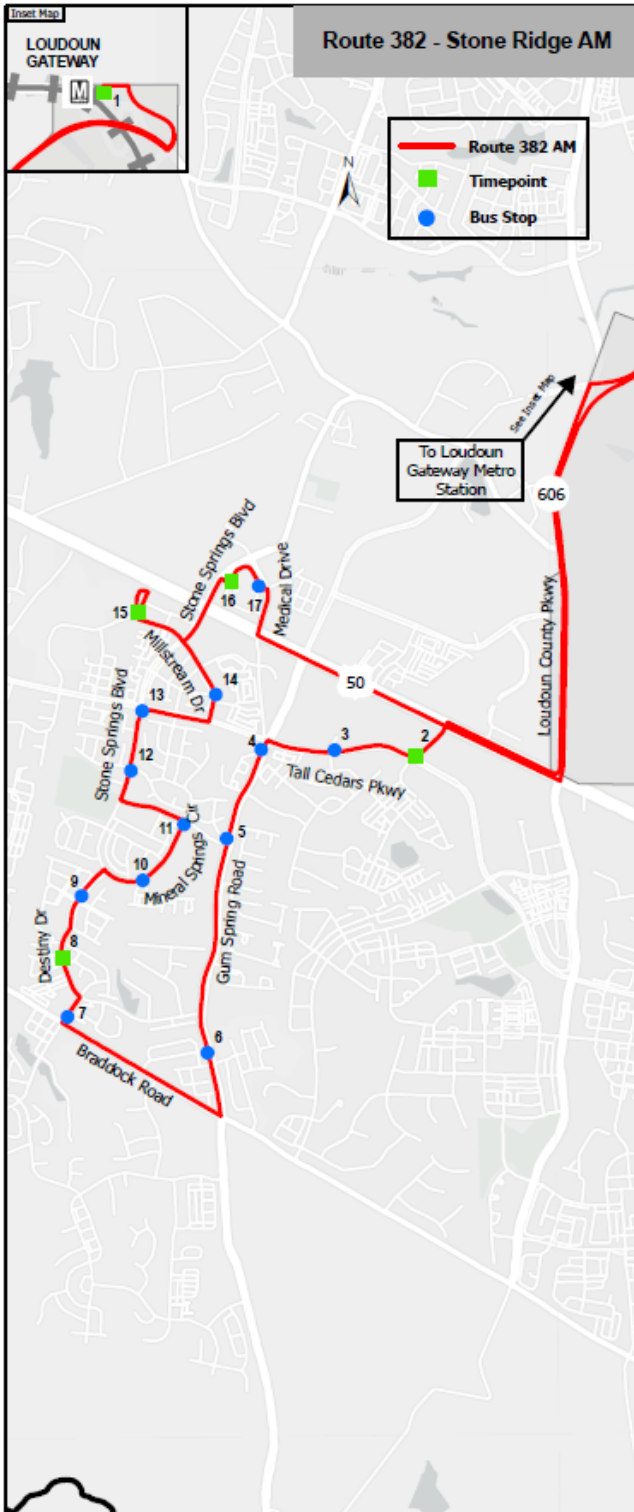 Inset Map
LOUDOUN
GATEWAY
M
1
Route 382 - Stone Ridge AM
Route 382 AM
Timepoint
Bus Stop
N
See Inset Map
To Loudoun
Gateway Metro
Station
606
Loudoun County Pkwy
Stone Springs Blvd
16
17
Medical Drive
15
Millstream Dr
14
50
13
Stone Springs Blvd
12
4
3
2
Tall Cedars Pkwy
11
Mineral Springs Cir
5
10
9
Gum Spring Road
Destiny Dr
8
7
6
Braddock Road